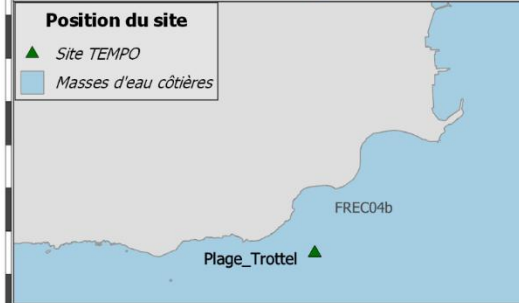 Position du site
Site TEMPO
Masses d'eau côtières
FREC04b
Plage_Trottel